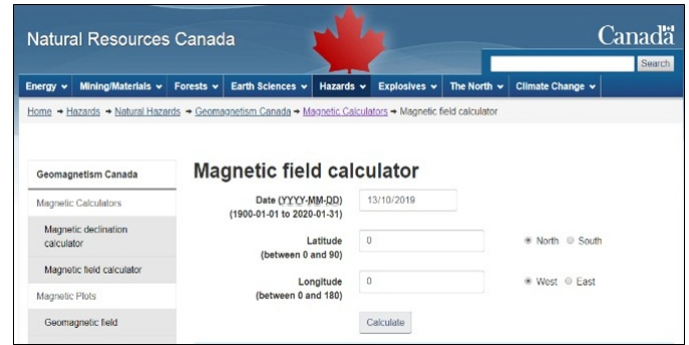 Natural Resources Canada
Canada
Search
Energy Mining/Materials Forests Earth Sciences Hazards Explosives The North Climate Change
Home → Hazards → Natural Hazards → Geomagnetism Canada → Magnetic Calculators → Magnetic field calculator
Geomagnetism Canada
Magnetic Calculators
Magnetic declination
calculator
Magnetic field calculator
Magnetic Plots
Geomagnetic field
Magnetic field calculator
Date (YYYY-MM-DD)
(1900-01-01 to 2020-01-31)
13/10/2019
Latitude
(between 0 and 90)
0
North South
Longitude
(between 0 and 180)
0
West East
Calculate